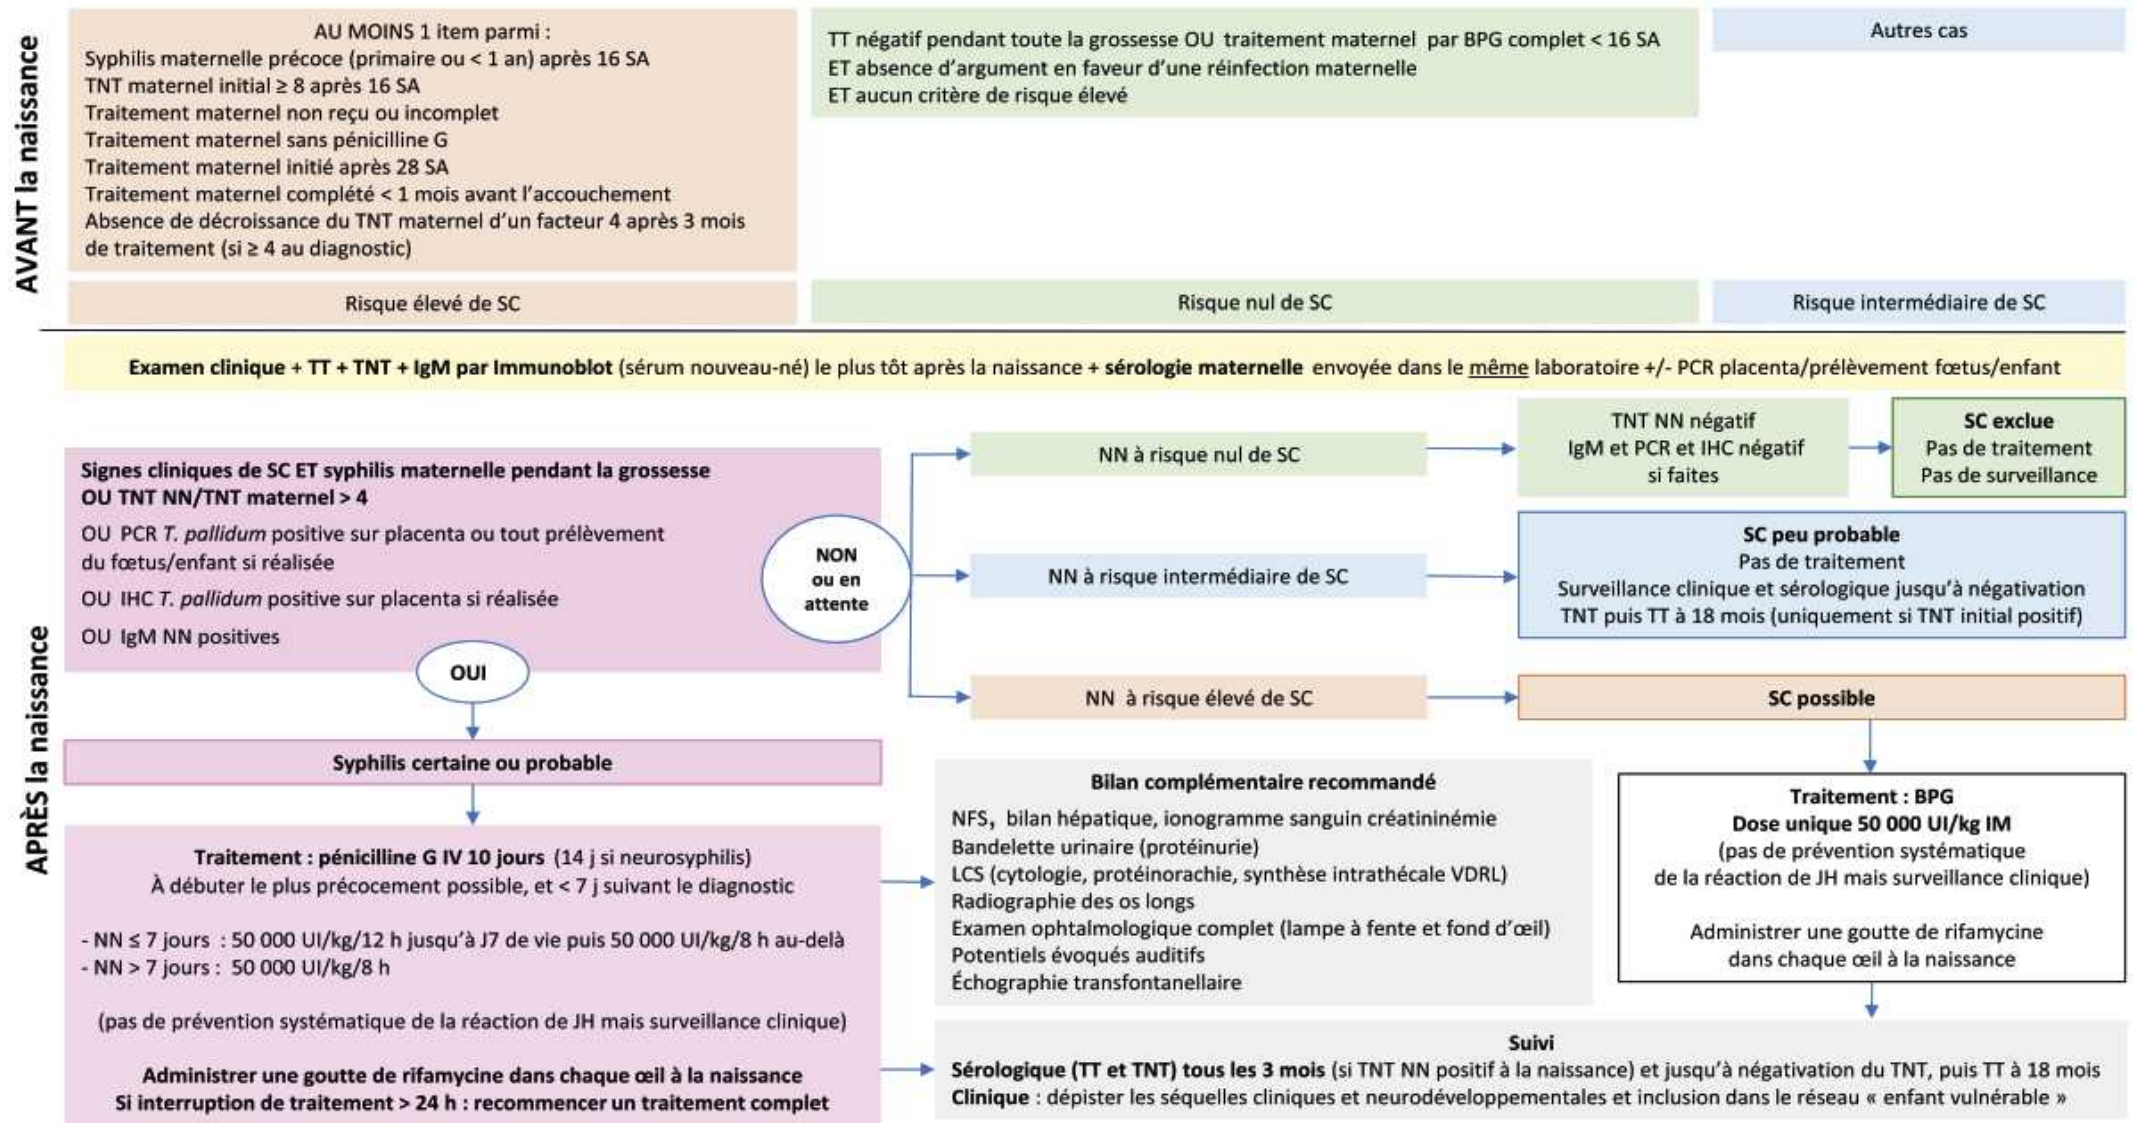 AVANT la naissance
AU MOINS 1 item parmi :
Syphilis maternelle précoce (primaire ou < 1 an) après 16 SA
TNT maternel initial ≥ 8 après 16 SA
Traitement maternel non reçu ou incomplet
Traitement maternel sans pénicilline G
Traitement maternel initié après 28 SA
Traitement maternel complété < 1 mois avant l'accouchement
Absence de décroissance du TNT maternel d'un facteur 4 après 3 mois
de traitement (si ≥ 4 au diagnostic)
TT négatif pendant toute la grossesse OU traitement maternel par BPG complet < 16 SA
ET absence d'argument en faveur d'une réinfection maternelle
ET aucun critère de risque élevé
Autres cas
Risque élevé de SC
Risque nul de SC
Risque intermédiaire de SC
APRÈS la naissance
Examen clinique + TT + TNT + IgM par Immunoblot (sérum nouveau-né) le plus tôt après la naissance + sérologie maternelle envoyée dans le même laboratoire +/- PCR placenta/prélèvement fœtus/enfant
Signes cliniques de SC ET syphilis maternelle pendant la grossesse
OU TNT NN/TNT maternel > 4
OU PCR T. pallidum positive sur placenta ou tout prélèvement
du fœtus/enfant si réalisée
OU IHC T. pallidum positive sur placenta si réalisée
OU IgM NN positives
NON
ou en
attente
OUI
NN à risque nul de SC
TNT NN négatif
IgM et PCR et IHC négatif
si faites
SC exclue
Pas de traitement
Pas de surveillance
NN à risque intermédiaire de SC
SC peu probable
Pas de traitement
Surveillance clinique et sérologique jusqu'à négativation
TNT puis TT à 18 mois (uniquement si TNT initial positif)
NN à risque élevé de SC
SC possible
Syphilis certaine ou probable
Traitement : pénicilline G IV 10 jours (14 j si neurosyphilis)
À débuter le plus précocement possible, et < 7 j suivant le diagnostic
- NN ≤ 7 jours : 50 000 UI/kg/12 h jusqu'à J7 de vie puis 50 000 UI/kg/8 h au-delà
- NN > 7 jours : 50 000 UI/kg/8 h
(pas de prévention systématique de la réaction de JH mais surveillance clinique)
Administrer une goutte de rifamycine dans chaque œil à la naissance
Si interruption de traitement > 24 h : recommencer un traitement complet
Bilan complémentaire recommandé
NFS, bilan hépatique, ionogramme sanguin créatininémie
Bandelette urinaire (protéinurie)
LCS (cytologie, protéinorachie, synthèse intrathécale VDRL)
Radiographie des os longs
Examen ophtalmologique complet (lampe à fente et fond d'œil)
Potentiels évoqués auditifs
Échographie transfontanellaire
Traitement : BPG
Dose unique 50 000 UI/kg IM
(pas de prévention systématique
de la réaction de JH mais surveillance clinique)
Administrer une goutte de rifamycine
dans chaque œil à la naissance
Suivi
Sérologique (TT et TNT) tous les 3 mois (si TNT NN positif à la naissance) et jusqu'à négativation du TNT, puis TT à 18 mois
Clinique : dépister les séquelles cliniques et neurodéveloppementales et inclusion dans le réseau « enfant vulnérable »